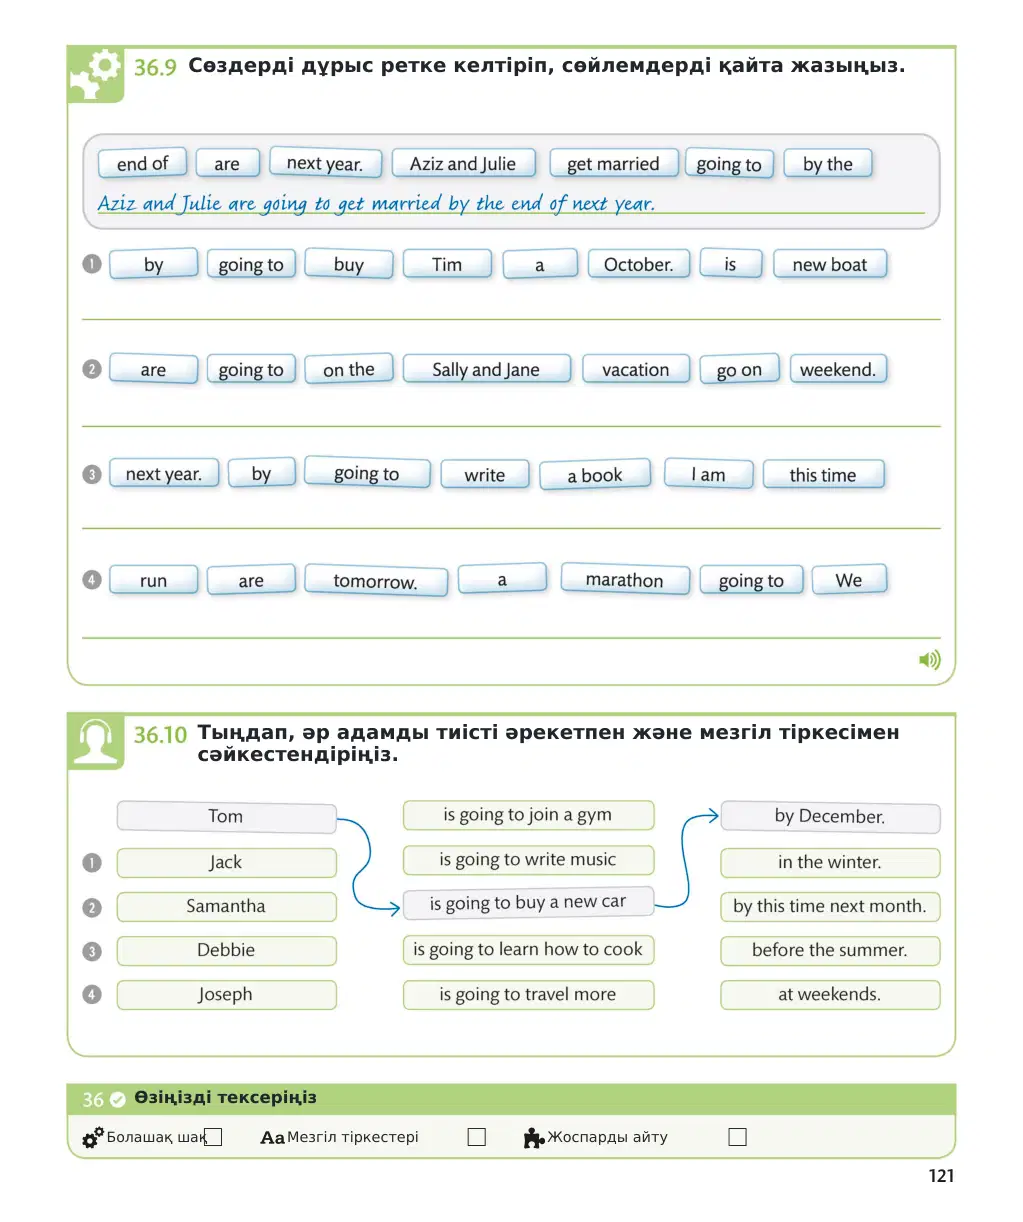 36.9 Сөздерді дұрыс ретке келтіріп, сөйлемдерді қайта жазыңыз.
end of are next year. Aziz and Julie get married going to by the
Aziz and Julie are going to get married by the end of next year.
1 by going to buy Tim a October. is new boat
2 are going to on the Sally and Jane vacation go on weekend.
3 next year. by going to write a book I am this time
4 run are tomorrow. a marathon going to We
36.10 Тыңдап, әр адамды тиісті әрекетпен және мезгіл тіркесімен
сәйкестендіріңіз.
Tom is going to join a gym by December.
1 Jack is going to write music in the winter.
2 Samantha is going to buy a new car by this time next month.
3 Debbie is going to learn how to cook before the summer.
4 Joseph is going to travel more at weekends.
36 Өзіңізді тексеріңіз
Болашақ шақ Aa Мезгіл тіркестері Жоспарды айту
121